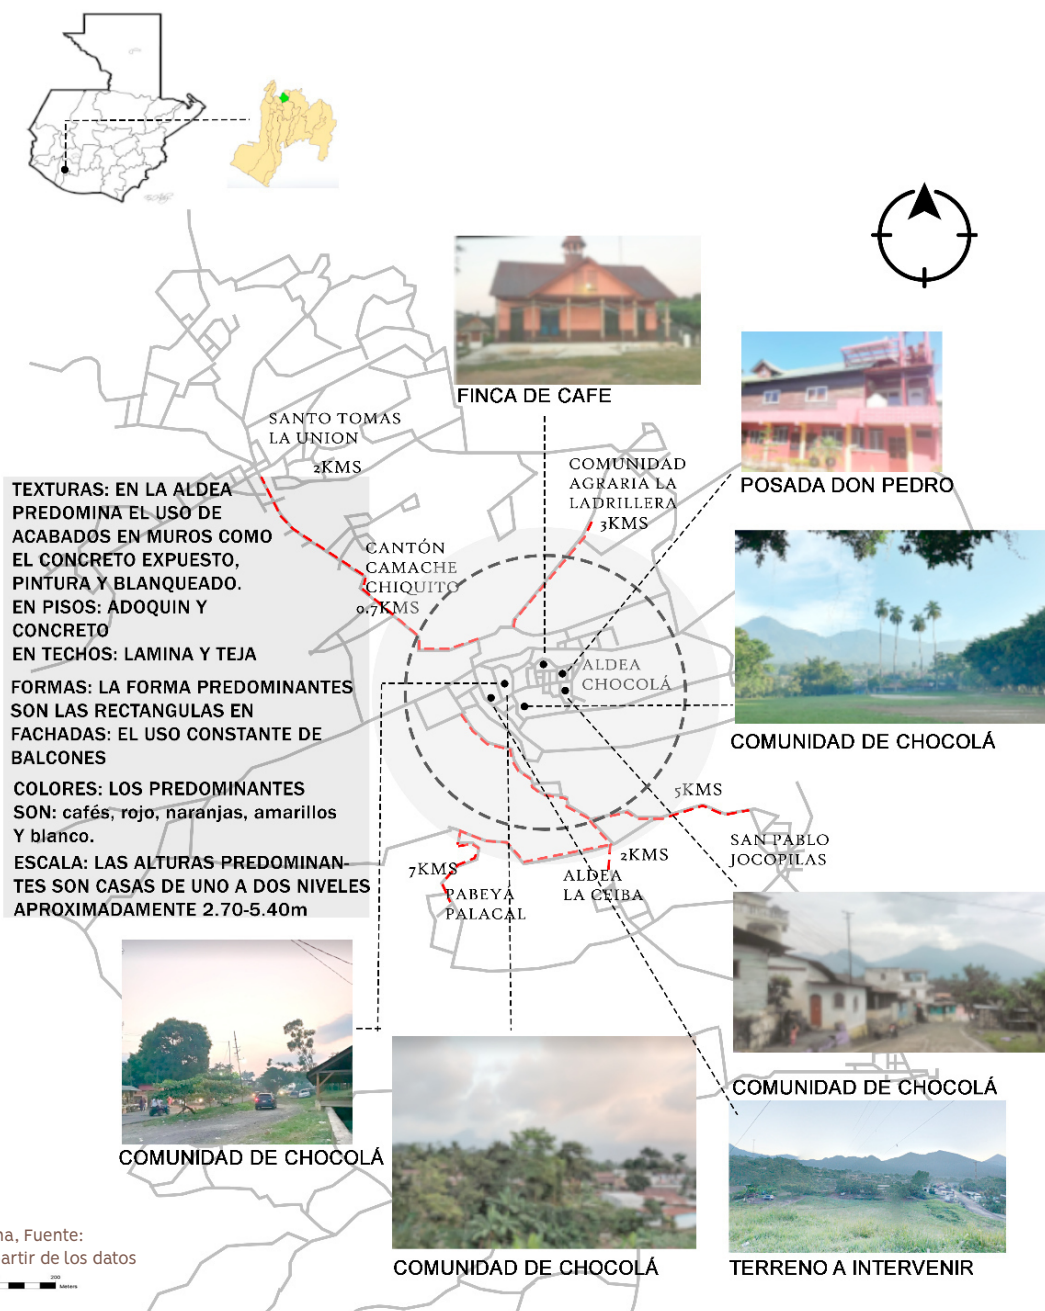 FINCA DE CAFE
SANTO TOMAS
LA UNION
2KMS
COMUNIDAD
AGRARIA LA
LADRILLERA
3KMS
POSADA DON PEDRO
TEXTURAS: EN LA ALDEA
PREDOMINA EL USO DE
ACABADOS EN MUROS COMO
EL CONCRETO EXPUESTO,
PINTURA Y BLANQUEADO.
EN PISOS: ADOQUIN Y
CONCRETO
EN TECHOS: LAMINA Y TEJA
FORMAS: LA FORMA PREDOMINANTES
SON LAS RECTANGULAS EN
FACHADAS: EL USO CONSTANTE DE
BALCONES
COLORES: LOS PREDOMINANTES
SON: cafés, rojo, naranjas, amarillos
Y blanco.
ESCALA: LAS ALTURAS PREDOMINAN-
TES SON CASAS DE UNO A DOS NIVELES
APROXIMADAMENTE 2.70-5.40m
CANTÓN
CAMACHE
CHIQUITO
0.7KMS
ALDEA
CHOCOLÁ
COMUNIDAD DE CHOCOLÁ
5KMS
SAN PABLO
JOCOPILAS
2KMS
ALDEA
LA CEIBA
7KMS
PABEYA
PALACAL
COMUNIDAD DE CHOCOLÁ
COMUNIDAD DE CHOCOLÁ
COMUNIDAD DE CHOCOLÁ
TERRENO A INTERVENIR
na, Fuente:
artir de los datos
200
Meters